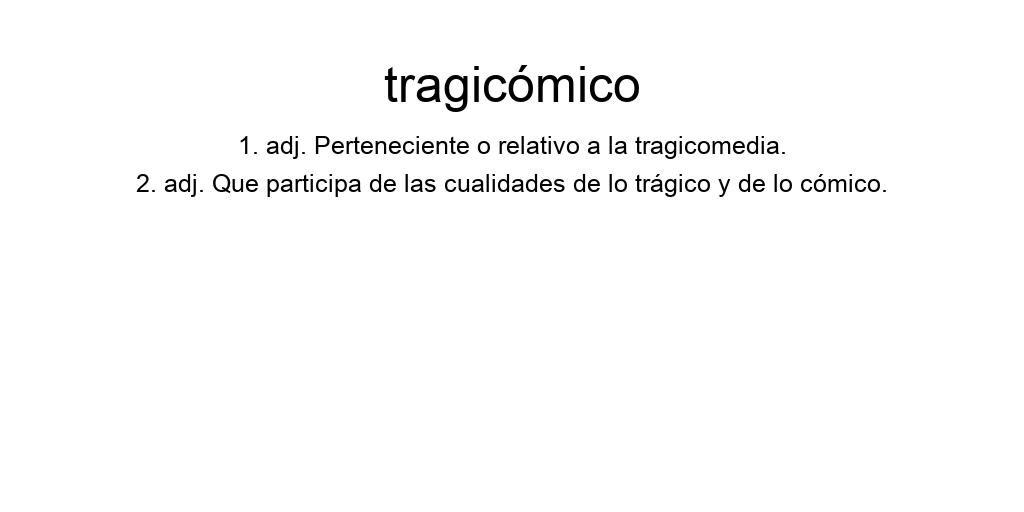 tragicómico
1. adj. Perteneciente o relativo a la tragicomedia.
2. adj. Que participa de las cualidades de lo trágico y de lo cómico.